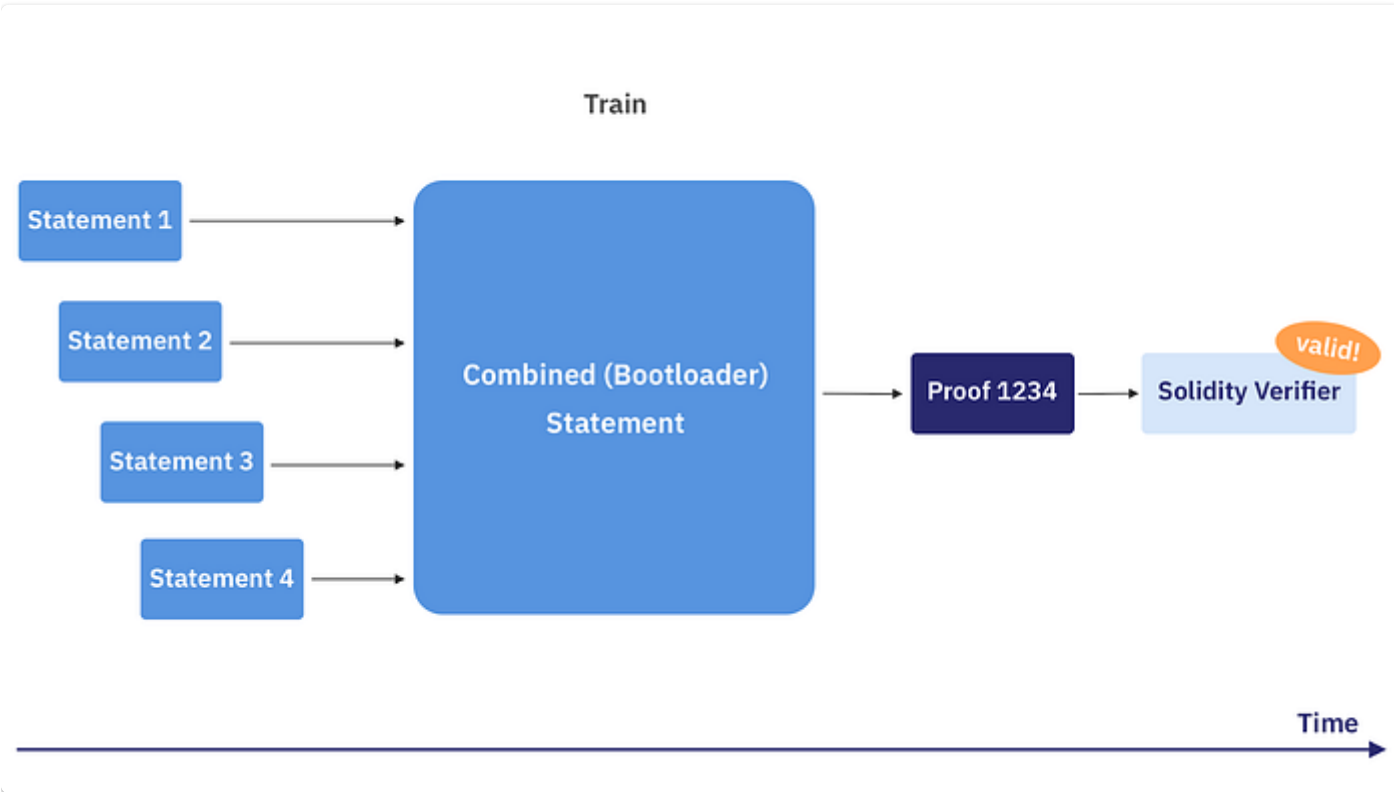 Train
Statement 1
Statement 2
Statement 3
Statement 4
Combined (Bootloader)
Statement
Proof 1234
Solidity Verifier
valid!
Time